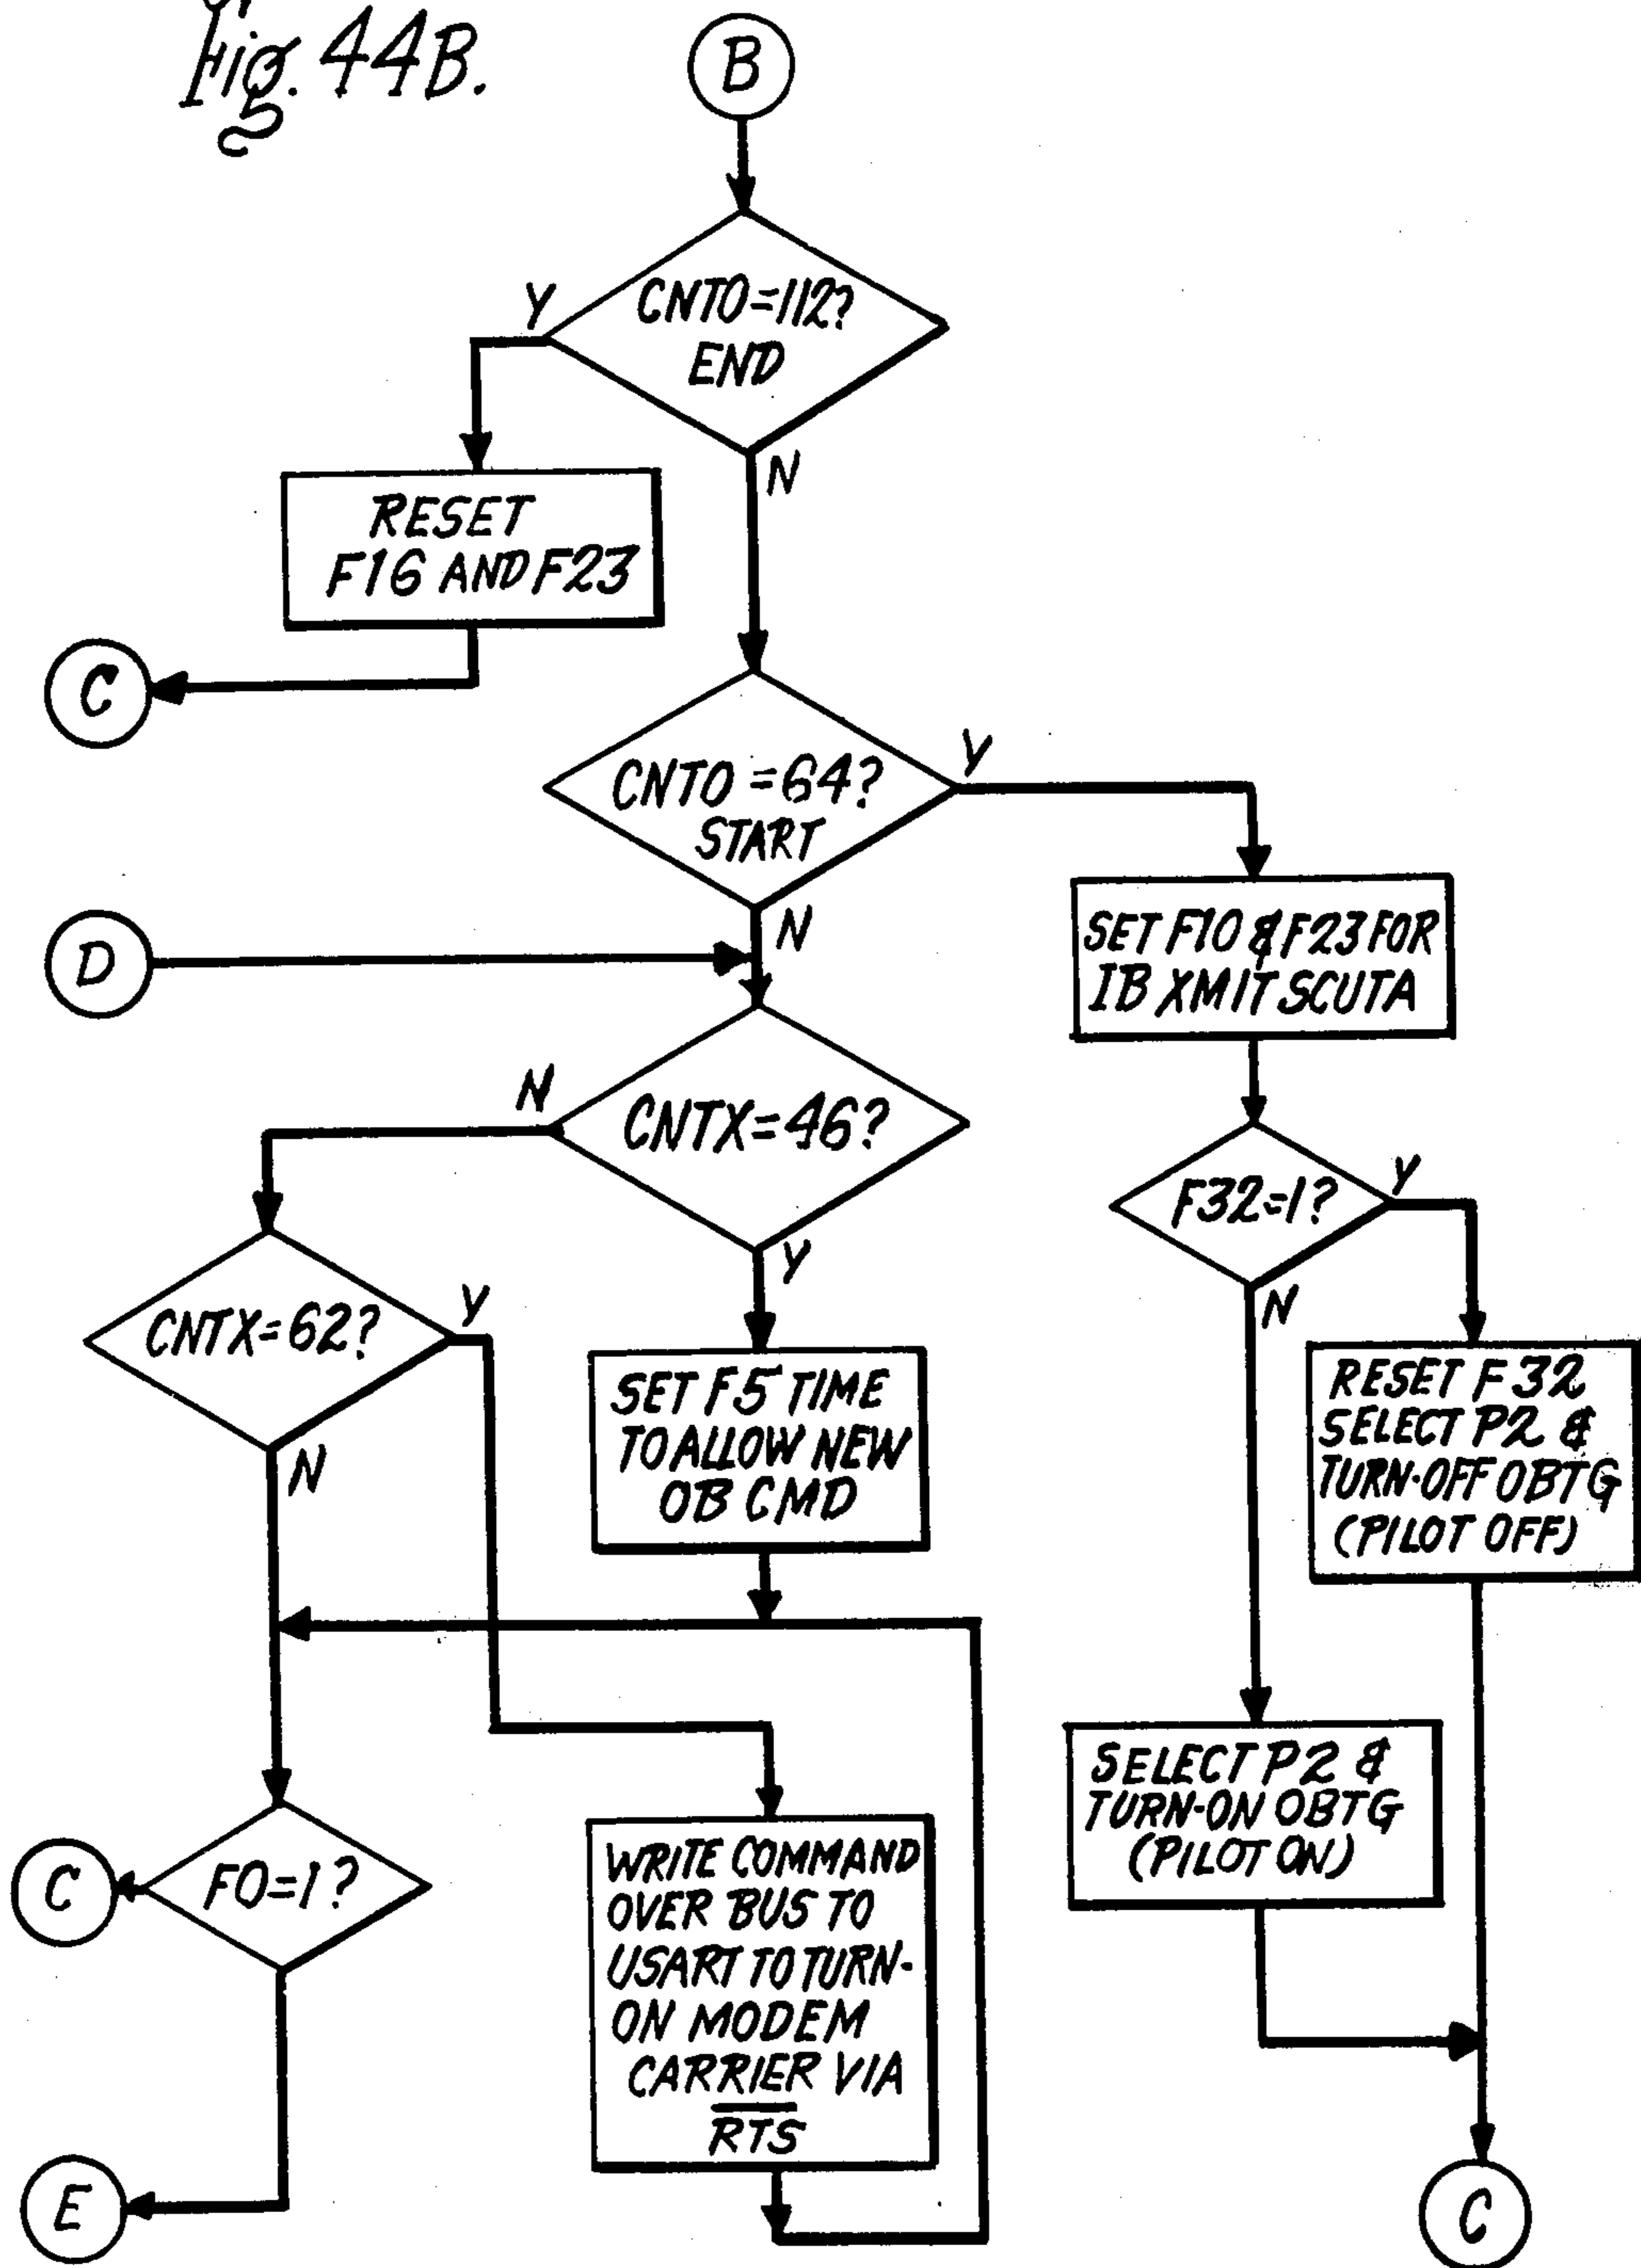 Fig. 44B.
B
CNTO=112?
END
Y
N
RESET
F16 AND F23
C
CNTO=64?
START
Y
N
D
SET F10 & F23 FOR
IB XMIT SCUTA
CNTX=46?
N
Y
F32=1?
Y
N
CNTX=62?
Y
N
SET F5 TIME
TO ALLOW NEW
OB CMD
RESET F32
SELECT P2 &
TURN-OFF OBTG
(PILOT OFF)
SELECT P2 &
TURN-ON OBTG
(PILOT ON)
C
FO=1?
WRITE COMMAND
OVER BUS TO
USART TO TURN-
ON MODEM
CARRIER VIA
R̅T̅S̅
E
C